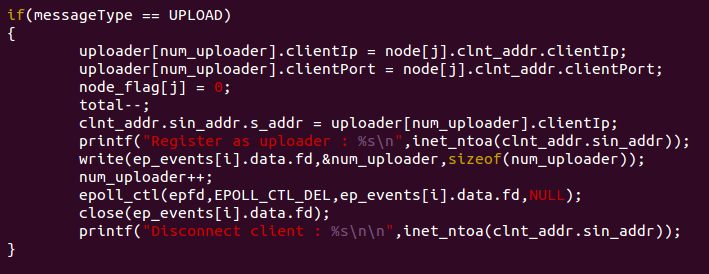 if(messageType == UPLOAD)
{
        uploader[num_uploader].clientIp = node[j].clnt_addr.clientIp;
        uploader[num_uploader].clientPort = node[j].clnt_addr.clientPort;
        node_flag[j] = 0;
        total--;
        clnt_addr.sin_addr.s_addr = uploader[num_uploader].clientIp;
        printf("Register as uploader : %s\n",inet_ntoa(clnt_addr.sin_addr));
        write(ep_events[i].data.fd,&num_uploader,sizeof(num_uploader));
        num_uploader++;
        epoll_ctl(epfd,EPOLL_CTL_DEL,ep_events[i].data.fd,NULL);
        close(ep_events[i].data.fd);
        printf("Disconnect client : %s\n\n",inet_ntoa(clnt_addr.sin_addr));
}